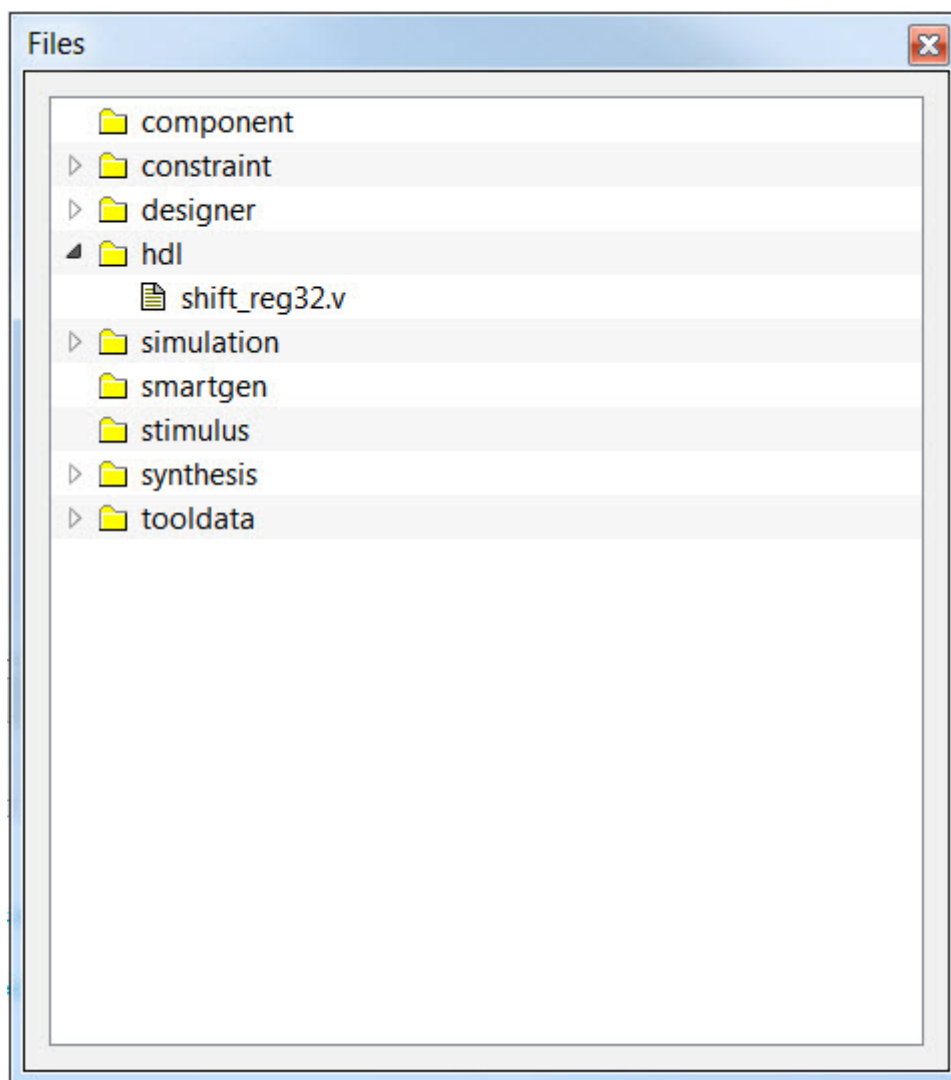 Files
component
constraint
designer
hdl
shift_reg32.v
simulation
smartgen
stimulus
synthesis
tooldata